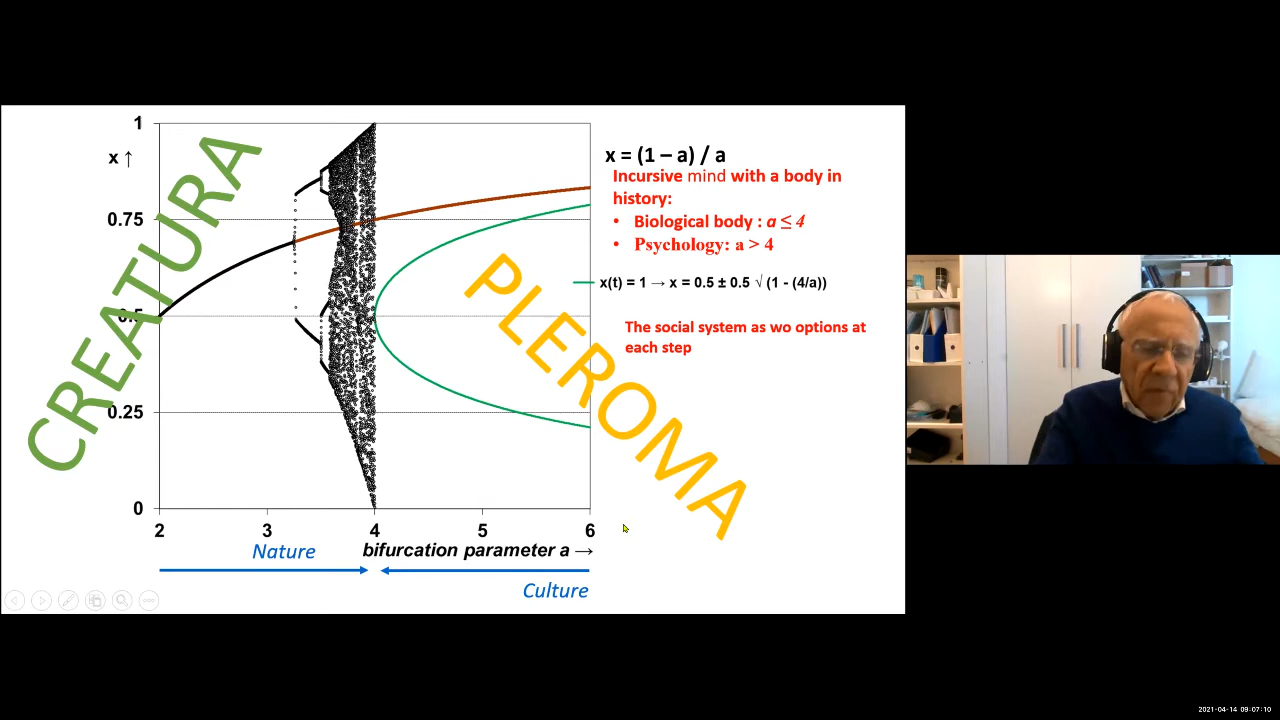 CREATURA
PLEROMA
x ↑
1
0.75
0.5
0.25
0
2 3 4 5 6
bifurcation parameter a →
Nature
Culture
x = (1 – a) / a
Incursive mind with a body in
history:
• Biological body : a ≤ 4
• Psychology: a > 4
x(t) = 1 → x = 0.5 ± 0.5 √ (1 - (4/a))
The social system as wo options at
each step
2021-04-14 09:07:10